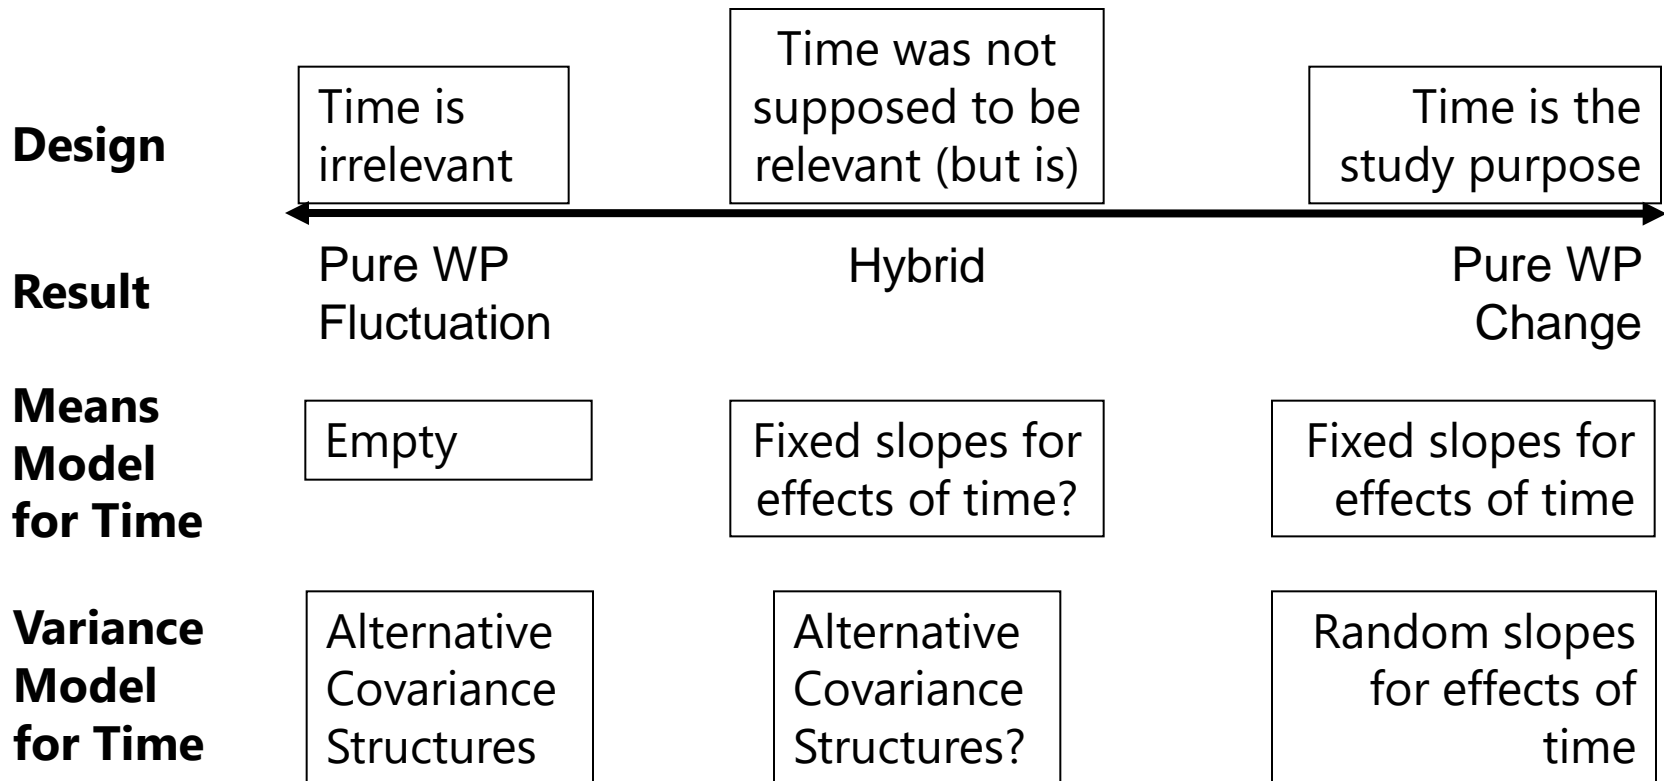 Design
Time is
irrelevant
Time was not
supposed to be
relevant (but is)
Time is the
study purpose
Result
Pure WP
Fluctuation
Hybrid
Pure WP
Change
Means
Model
for Time
Empty
Fixed slopes for
effects of time?
Fixed slopes for
effects of time
Variance
Model
for Time
Alternative
Covariance
Structures
Alternative
Covariance
Structures?
Random slopes
for effects of
time